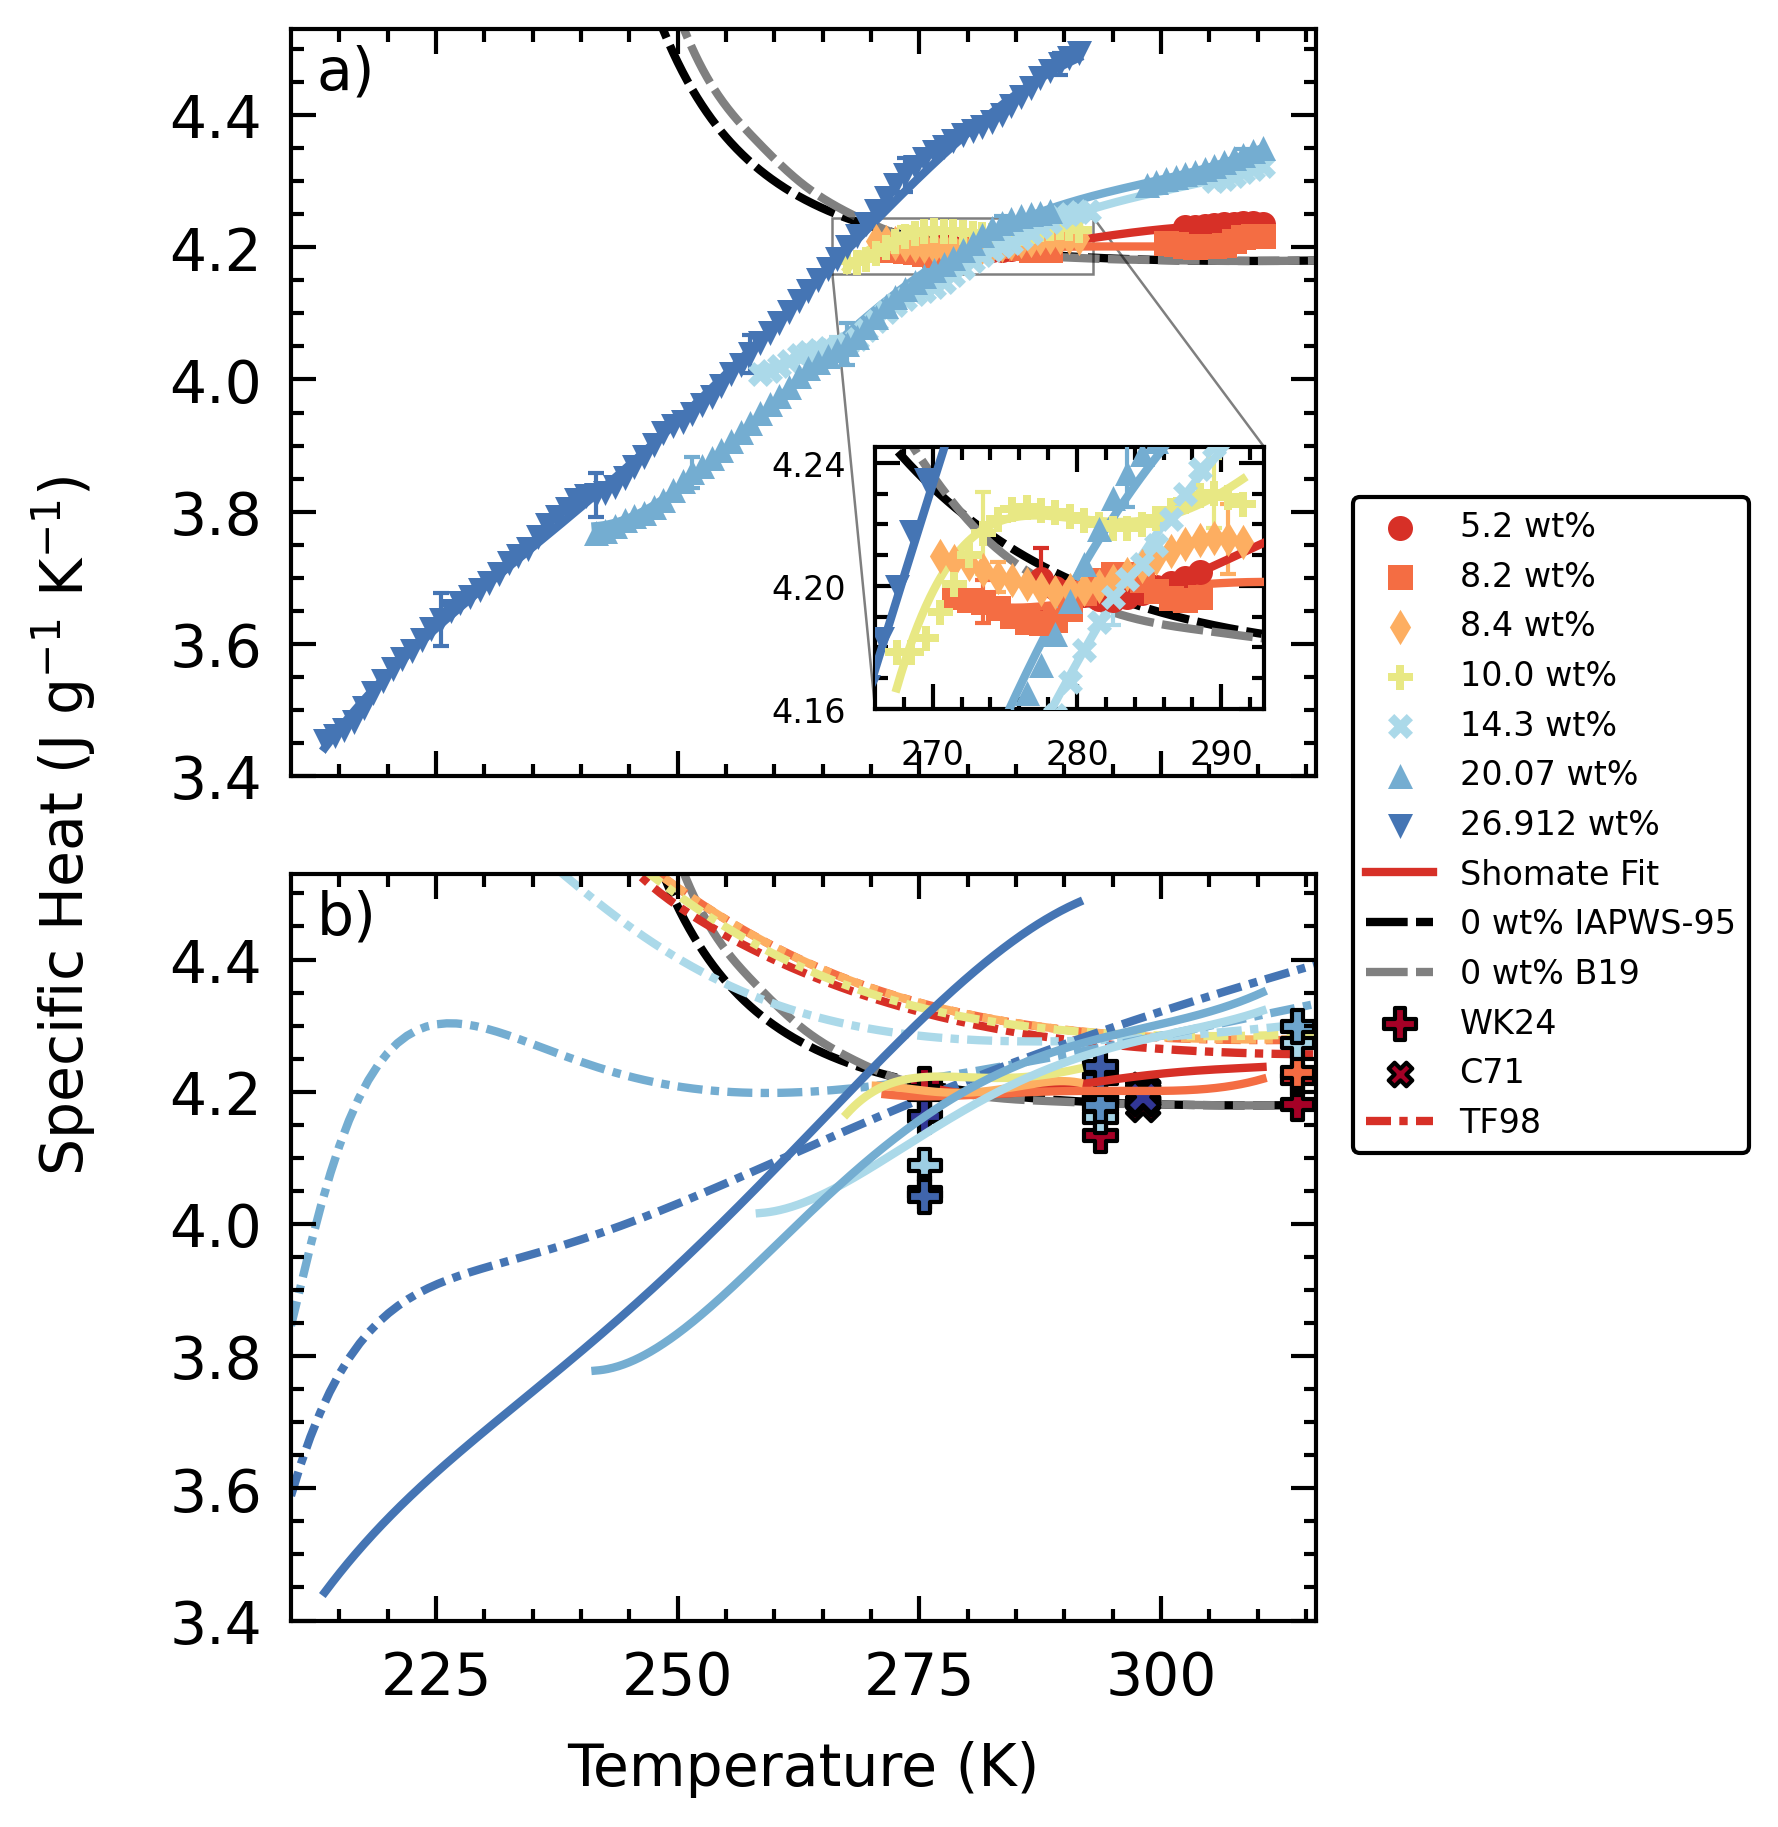 a)
4.4
4.2
4.0
3.8
3.6
3.4
4.24
4.20
4.16
270 280 290
Specific Heat (J g⁻¹ K⁻¹)
5.2 wt%
8.2 wt%
8.4 wt%
10.0 wt%
14.3 wt%
20.07 wt%
26.912 wt%
Shomate Fit
0 wt% IAPWS-95
0 wt% B19
WK24
C71
TF98
b)
4.4
4.2
4.0
3.8
3.6
3.4
225 250 275 300
Temperature (K)